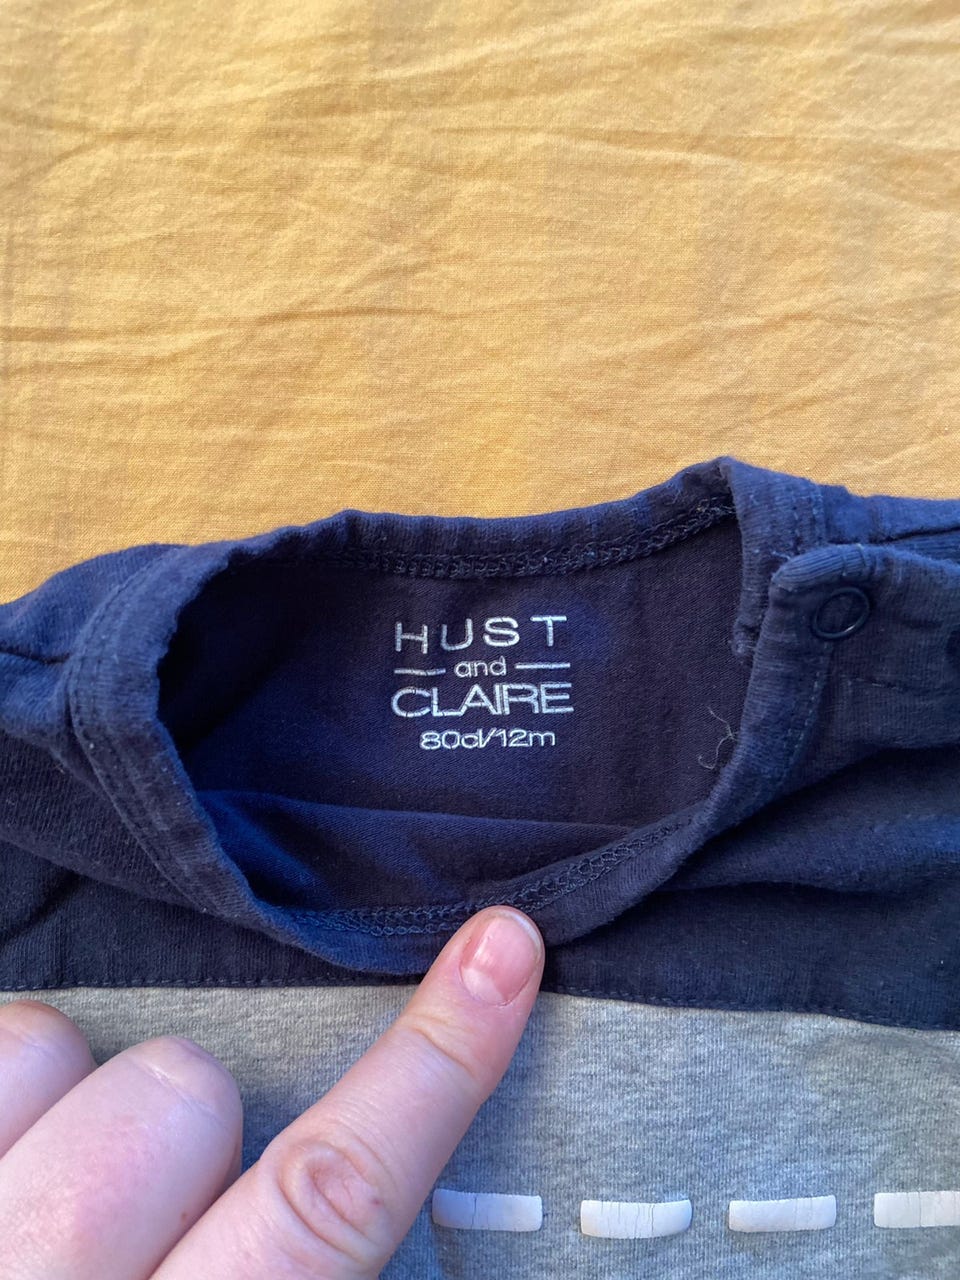 HUST
and
CLAIRE
80cl/12m